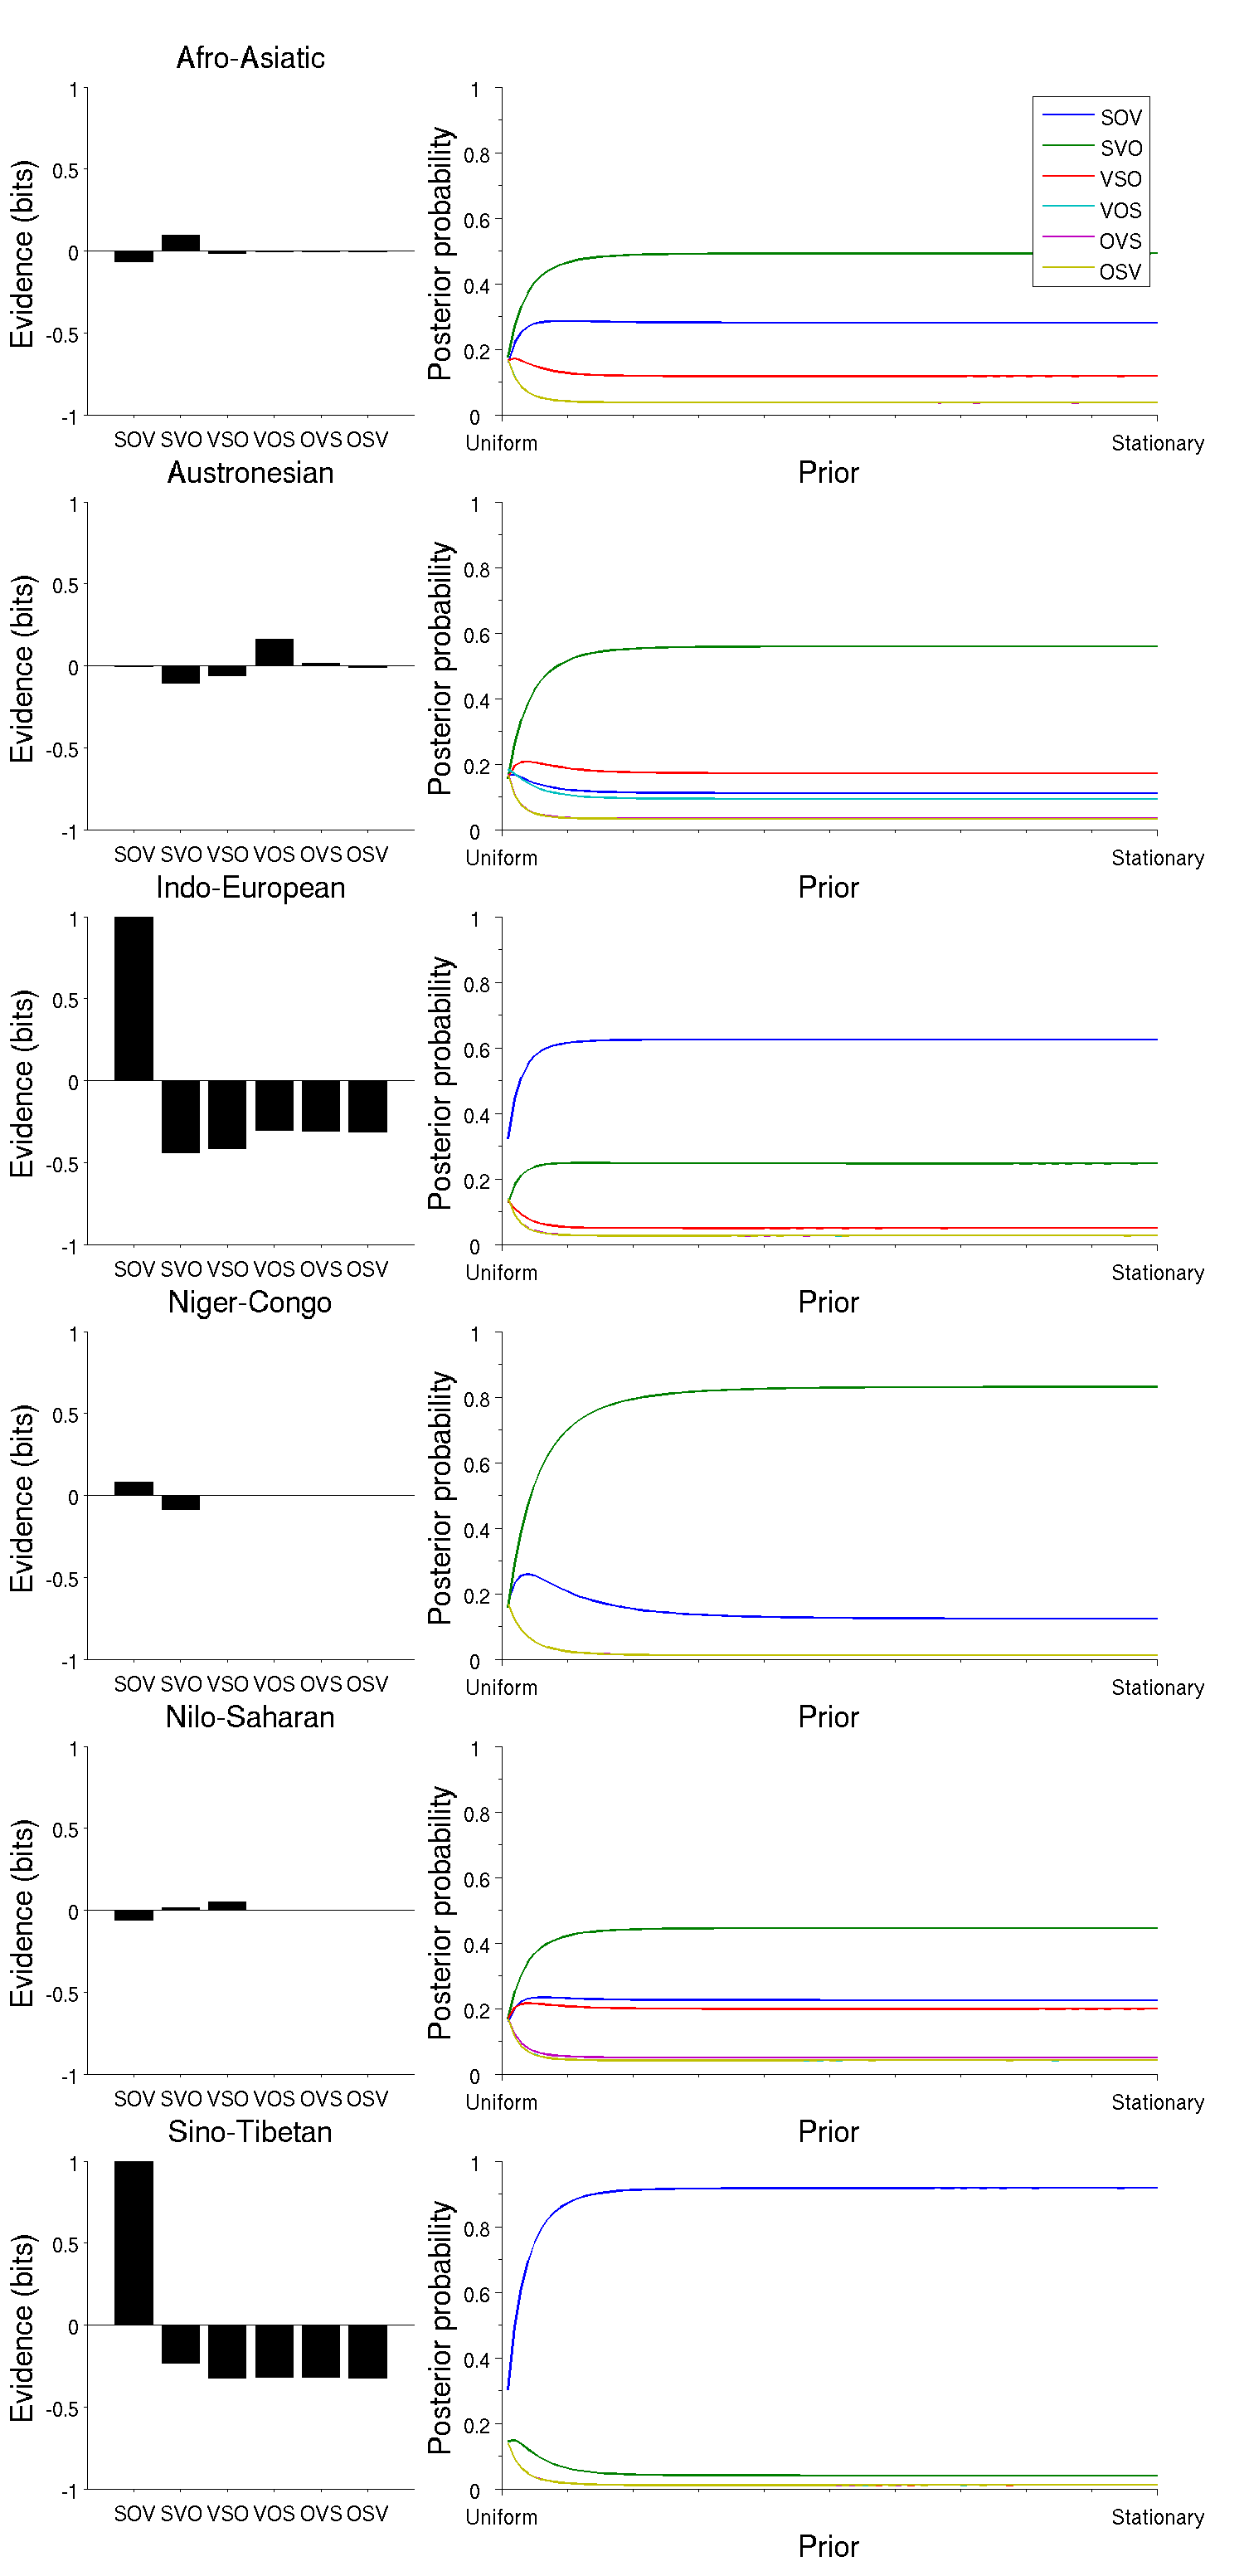 Afro-Asiatic
Evidence (bits)
1
0.5
0
-0.5
-1
SOV SVO VSO VOS OVS OSV
Posterior probability
1
0.8
0.6
0.4
0.2
0
Uniform
Stationary
Prior
SOV
SVO
VSO
VOS
OVS
OSV
Austronesian
Evidence (bits)
1
0.5
0
-0.5
-1
SOV SVO VSO VOS OVS OSV
Posterior probability
1
0.8
0.6
0.4
0.2
0
Uniform
Stationary
Prior
Indo-European
Evidence (bits)
1
0.5
0
-0.5
-1
SOV SVO VSO VOS OVS OSV
Posterior probability
1
0.8
0.6
0.4
0.2
0
Uniform
Stationary
Prior
Niger-Congo
Evidence (bits)
1
0.5
0
-0.5
-1
SOV SVO VSO VOS OVS OSV
Posterior probability
1
0.8
0.6
0.4
0.2
0
Uniform
Stationary
Prior
Nilo-Saharan
Evidence (bits)
1
0.5
0
-0.5
-1
SOV SVO VSO VOS OVS OSV
Posterior probability
1
0.8
0.6
0.4
0.2
0
Uniform
Stationary
Prior
Sino-Tibetan
Evidence (bits)
1
0.5
0
-0.5
-1
SOV SVO VSO VOS OVS OSV
Posterior probability
1
0.8
0.6
0.4
0.2
0
Uniform
Stationary
Prior